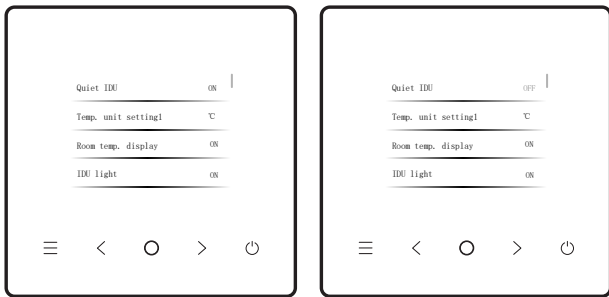 Quiet IDU ON
Temp. unit setting1 ℃
Room temp. display ON
IDU light ON
Quiet IDU OFF
Temp. unit setting1 ℃
Room temp. display ON
IDU light ON